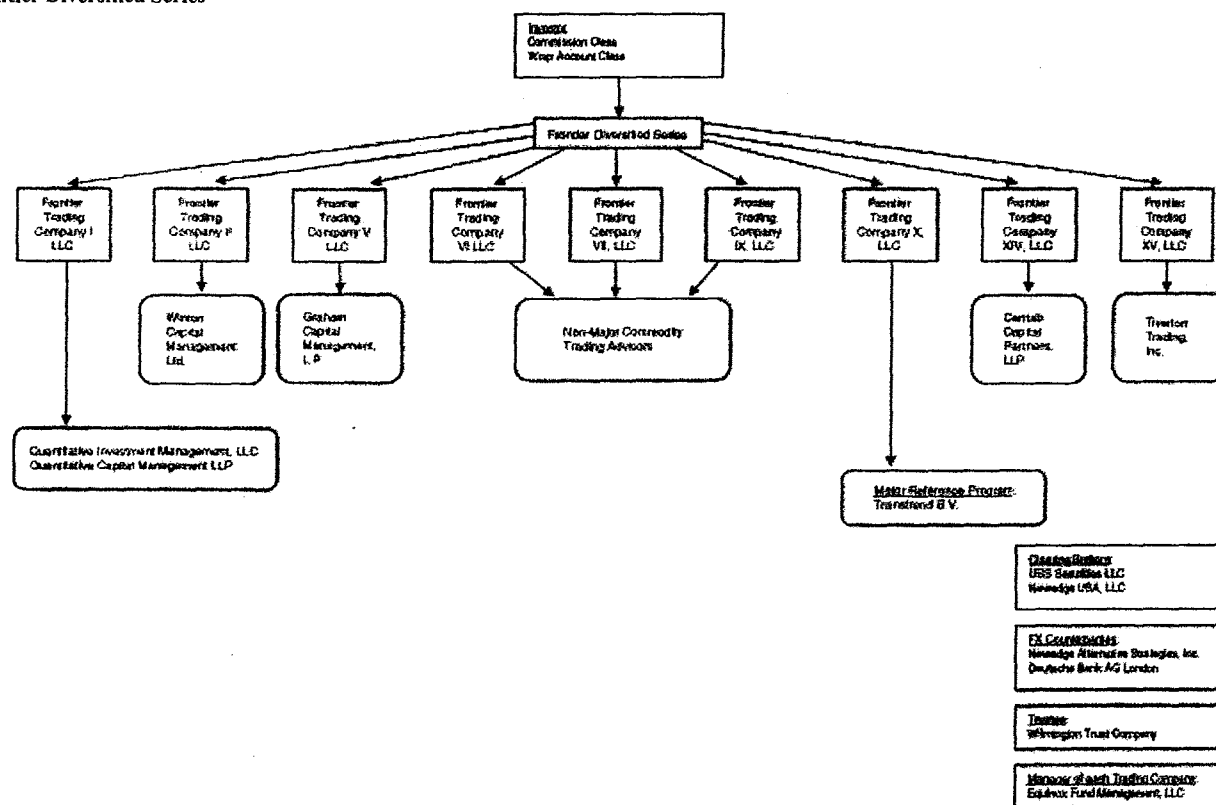 Diversified Series
Investor
Commission Class
Wrap Account Class
Frontier Diversified Series
Frontier
Trading
Company I
LLC
Frontier
Trading
Company II
LLC
Frontier
Trading
Company V
LLC
Frontier
Trading
Company
LLC
Frontier
Trading
Company
VII, LLC
Frontier
Trading
Company
IX, LLC
Frontier
Trading
Company X,
LLC
Frontier
Trading
Company
XIV, LLC
Frontier
Trading
Company
XV, LLC
Winton
Capital
Management
Ltd.
Graham
Capital
Management,
L.P.
Non-Major Commodity
Trading Advisors
Cantab
Capital
Partners,
LLP
Tiverton
Trading,
Inc.
Quantitative Investment Management, LLC
Quantitative Capital Management LLP
Major Reference Program:
Transtrend B.V.
Clearing Brokers
UBS Securities LLC
Newedge USA, LLC
FX Counterparties:
Newedge Alternative Strategies, Inc.
Deutsche Bank AG London
Trustee:
Wilmington Trust Company
Manager of each Trading Company:
Equinox Fund Management, LLC